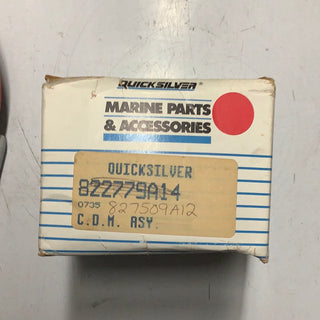 QUICKSILVER®
MARINE PARTS
& ACCESSORIES
QUICKSILVER
822779A14
0735 827509A12
C.D.M. ASY.